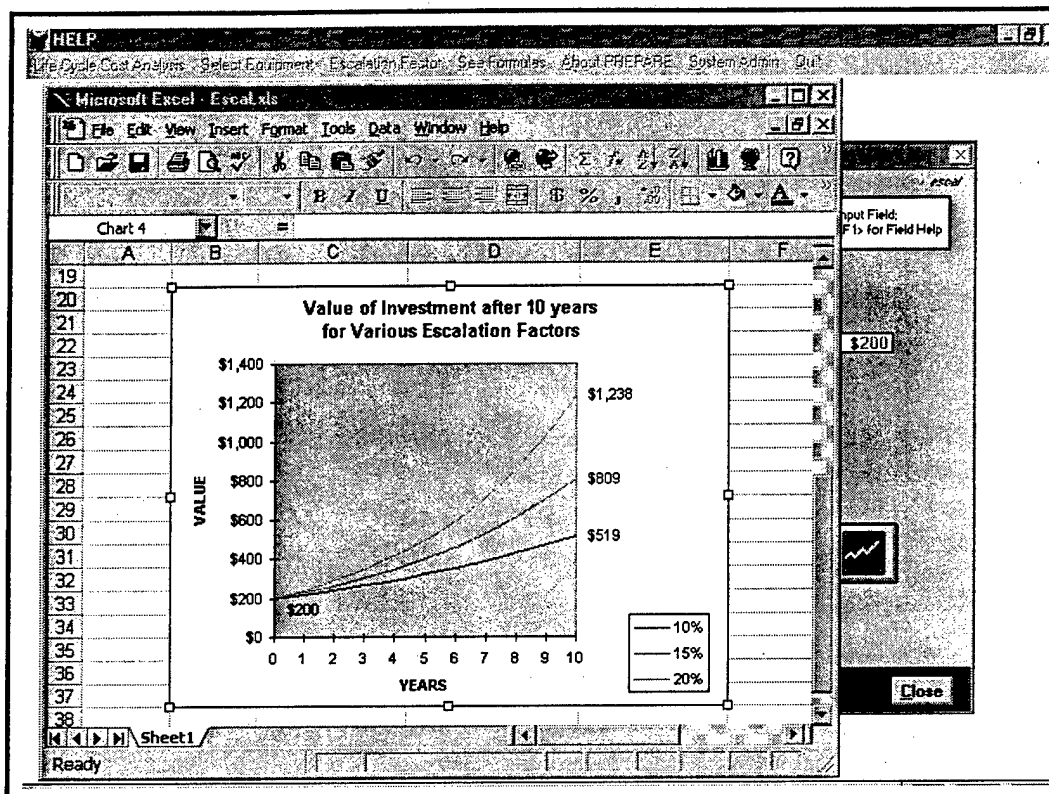 HELP
Life Cycle Cost Analysis Select Equipment Escalation Factor See Formulas About PREPARE System Admin Quit
Microsoft Excel - Escal.xls
File Edit View Insert Format Tools Data Window Help
B I U $ % ,
Chart 4 =
A B C D E F
escal
nput Field;
F1> for Field Help
$200
19
20
21
22
23
24
25
26
27
28
29
30
31
32
33
34
35
36
37
38
Value of Investment after 10 years
for Various Escalation Factors
$1,400
$1,200
$1,000
$800
$600
$400
$200
$0
VALUE
$1,238
$809
$519
$200
0 1 2 3 4 5 6 7 8 9 10
YEARS
10%
15%
20%
Close
Sheet1
Ready